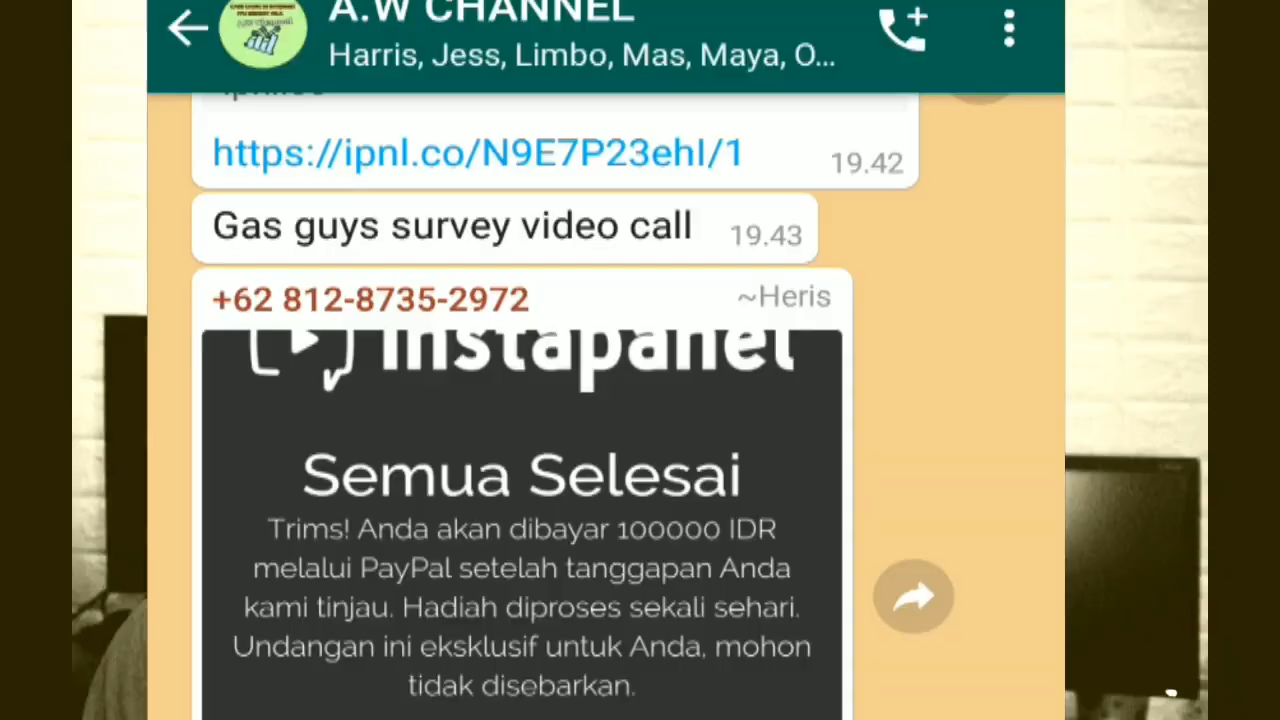 A.W CHANNEL
Harris, Jess, Limbo, Mas, Maya, O...
https://ipnl.co/N9E7P23ehI/1
19.42
Gas guys survey video call 19.43
+62 812-8735-2972 ~Heris
instapanel
Semua Selesai
Trims! Anda akan dibayar 100000 IDR
melalui PayPal setelah tanggapan Anda
kami tinjau. Hadiah diproses sekali sehari.
Undangan ini eksklusif untuk Anda, mohon
tidak disebarkan.